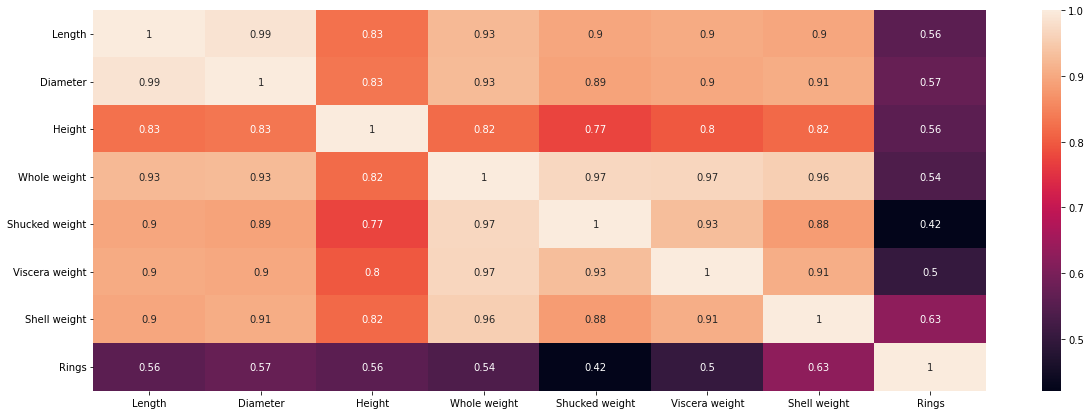 Length 1 0.99 0.83 0.93 0.9 0.9 0.9 0.56
Diameter 0.99 1 0.83 0.93 0.89 0.9 0.91 0.57
Height 0.83 0.83 1 0.82 0.77 0.8 0.82 0.56
Whole weight 0.93 0.93 0.82 1 0.97 0.97 0.96 0.54
Shucked weight 0.9 0.89 0.77 0.97 1 0.93 0.88 0.42
Viscera weight 0.9 0.9 0.8 0.97 0.93 1 0.91 0.5
Shell weight 0.9 0.91 0.82 0.96 0.88 0.91 1 0.63
Rings 0.56 0.57 0.56 0.54 0.42 0.5 0.63 1
Length Diameter Height Whole weight Shucked weight Viscera weight Shell weight Rings
1.0
0.9
0.8
0.7
0.6
0.5